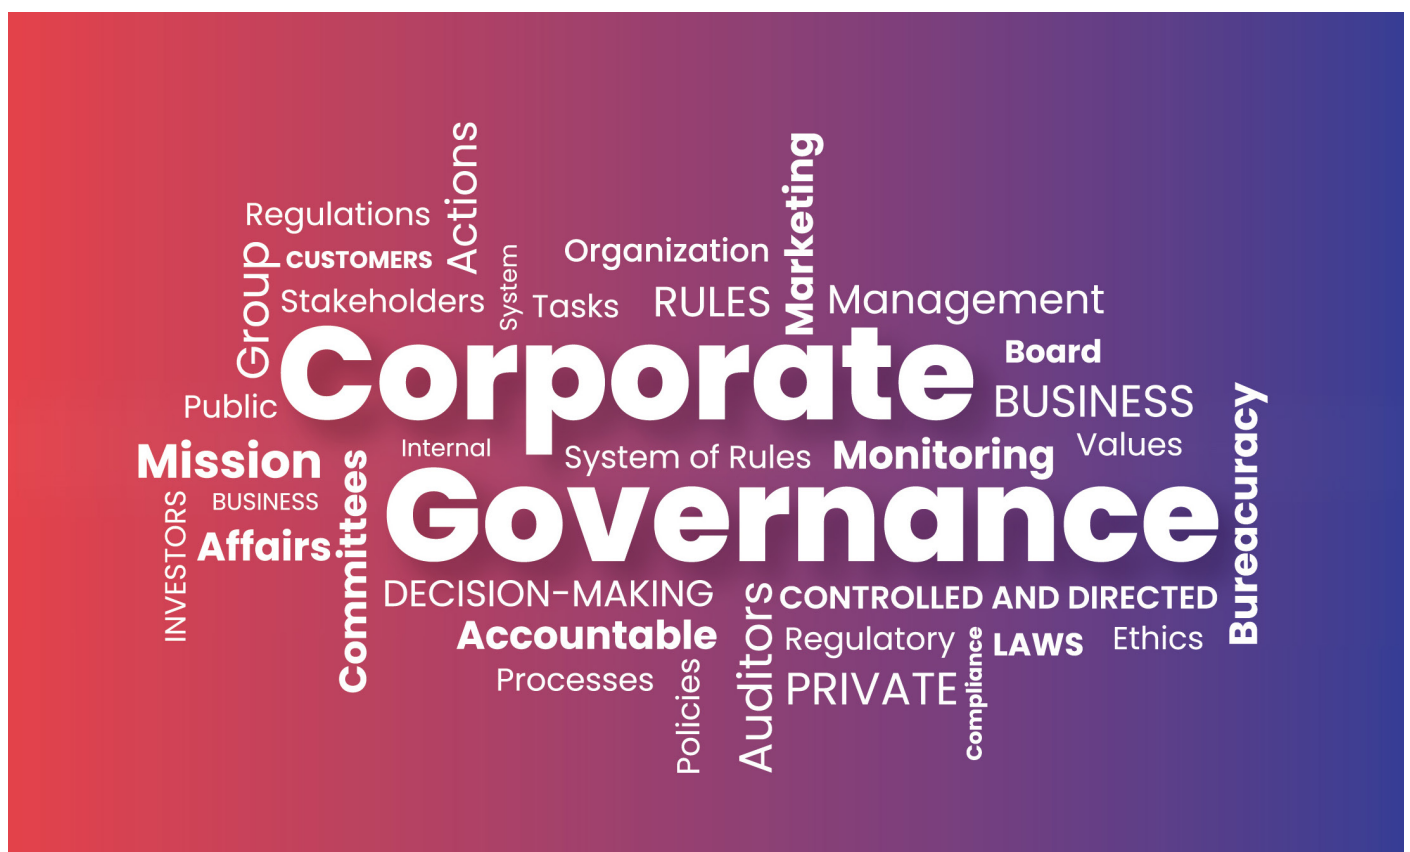 Actions
Marketing
Regulations
Group
CUSTOMERS
System
Organization
Stakeholders
Tasks
RULES
Management
Corporate
Board
Public
BUSINESS
Bureacuracy
Mission
Internal
System of Rules
Monitoring
Values
Committees
INVESTORS
BUSINESS
Governance
Affairs
DECISION-MAKING
Auditors
CONTROLLED AND DIRECTED
Accountable
Regulatory
Compliance
LAWS
Ethics
Processes
Policies
PRIVATE